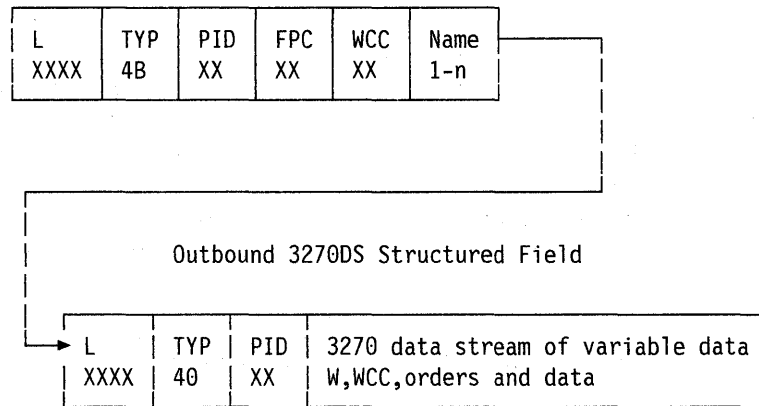 L TYP PID FPC WCC Name
XXXX 4B XX XX XX 1-n
Outbound 3270DS Structured Field
L TYP PID 3270 data stream of variable data
XXXX 40 XX W,WCC,orders and data